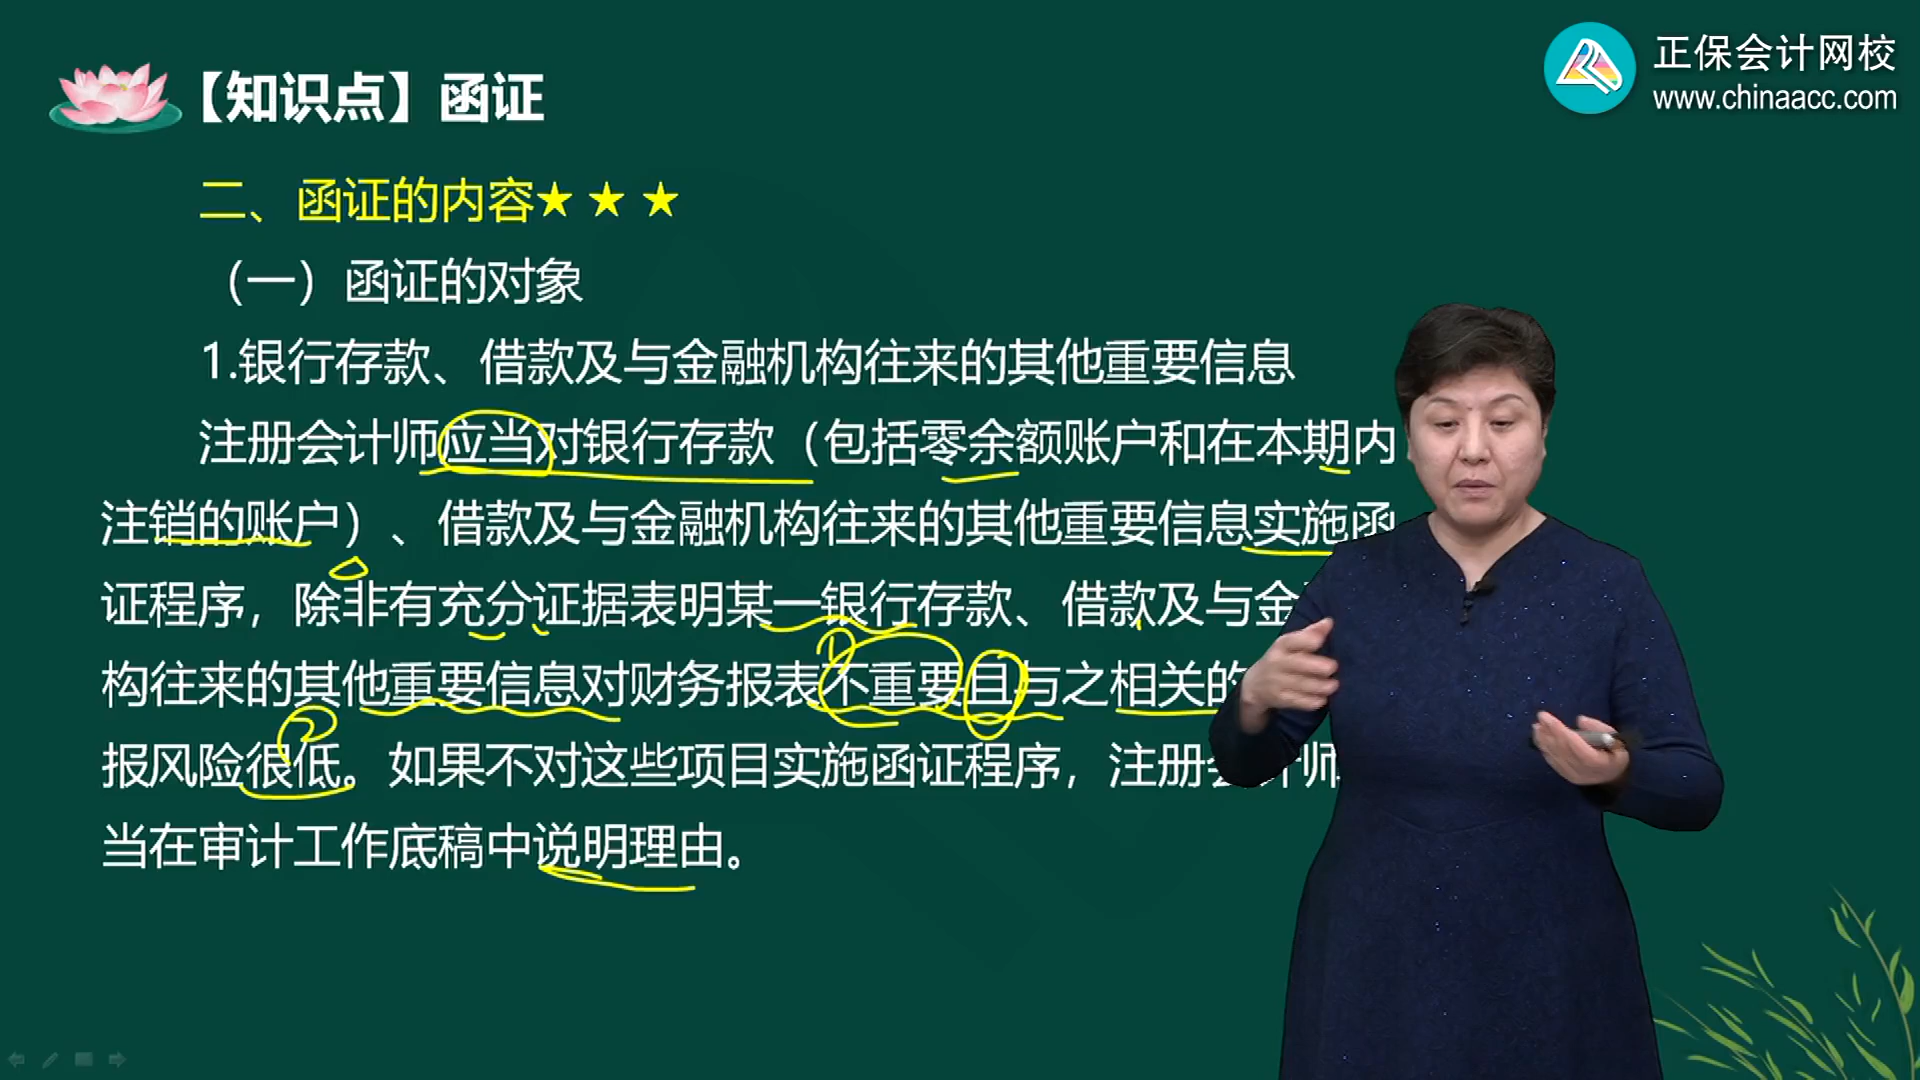 正保会计网校
www.chinaacc.com
【知识点】函证
二、函证的内容★★★
（一）函证的对象
1.银行存款、借款及与金融机构往来的其他重要信息
注册会计师应当对银行存款（包括零余额账户和在本期内
注销的账户）、借款及与金融机构往来的其他重要信息实施函
证程序，除非有充分证据表明某一银行存款、借款及与金
构往来的其他重要信息对财务报表不重要且与之相关的
报风险很低。如果不对这些项目实施函证程序，注册会计师
当在审计工作底稿中说明理由。